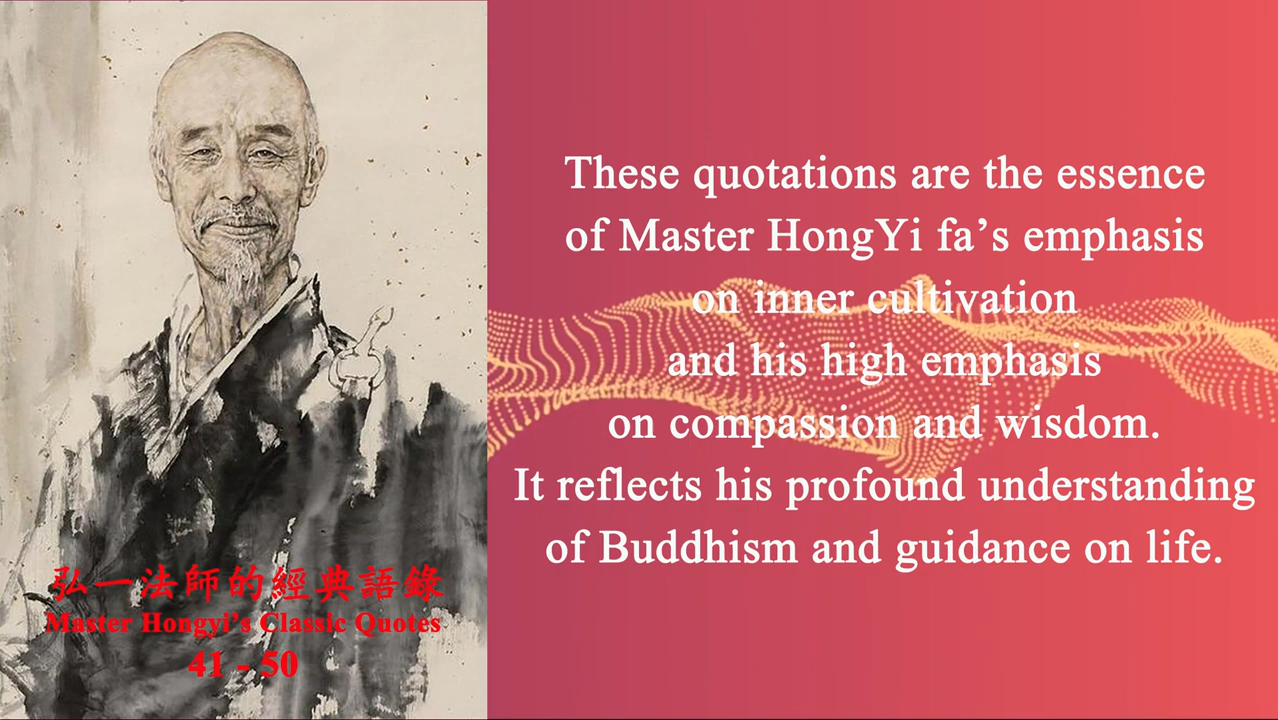 弘一法師的經典語錄
Master Hongyi's Classic Quotes
41 - 50
These quotations are the essence
of Master HongYi fa’s emphasis
on inner cultivation
and his high emphasis
on compassion and wisdom.
It reflects his profound understanding
of Buddhism and guidance on life.